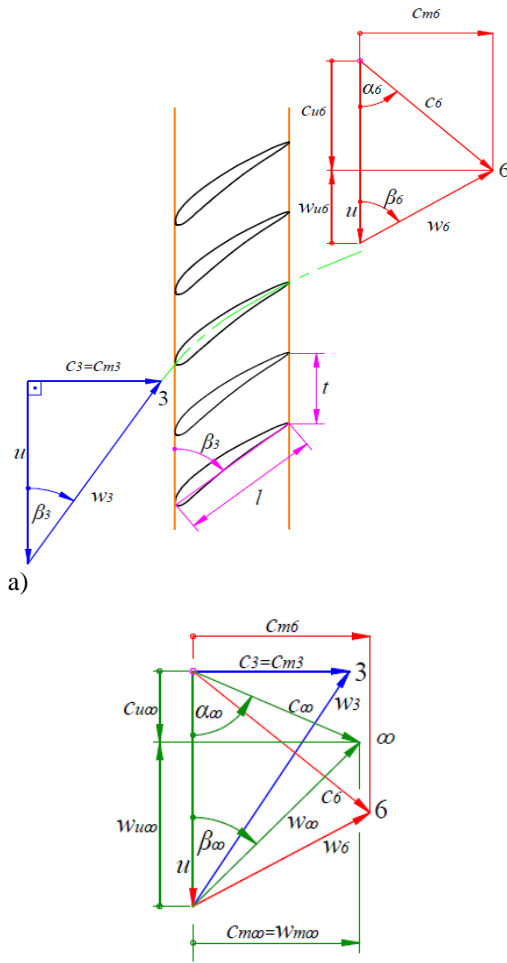 Cm6
α6
Cu6
C6
6
Wu6
u
β6
W6
C3=Cm3
3
t
u
β3
W3
β3
l
a)
Cm6
C3=Cm3
3
Cu∞
α∞
C∞
W3
∞
C6
Wu∞
β∞
W∞
6
u
W6
Cm∞=Wm∞